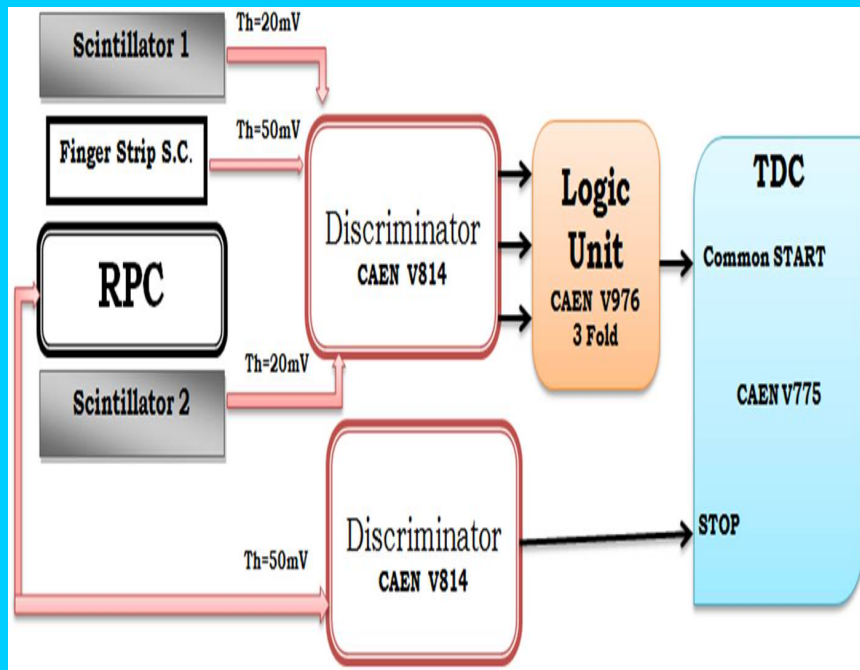 Scintillator 1
Th=20mV
Finger Strip S.C.
Th=50mV
RPC
Th=20mV
Scintillator 2
Discriminator
CAEN V814
Logic
Unit
CAEN V976
3 Fold
TDC
Common START
CAEN V775
STOP
Th=50mV
Discriminator
CAEN V814